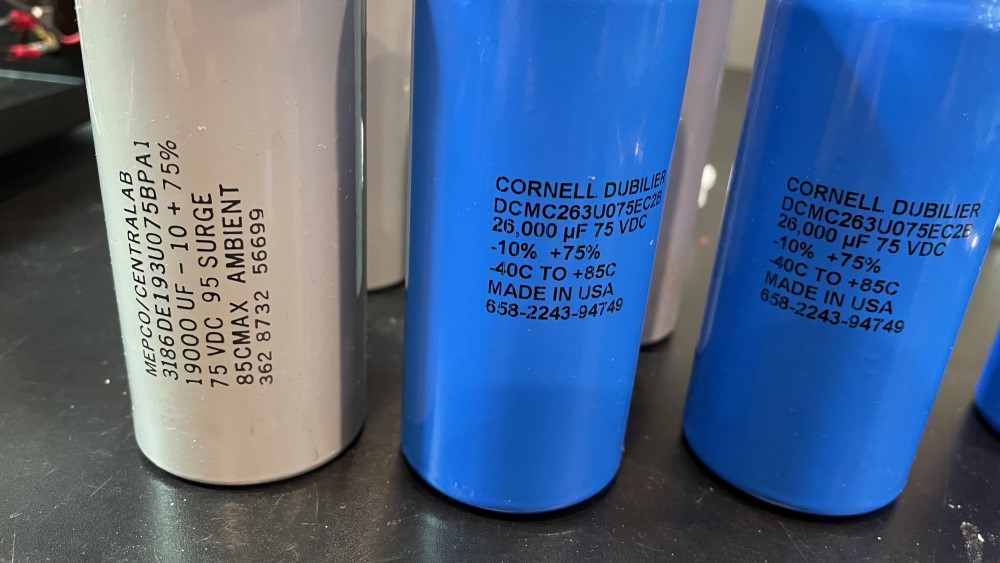 MEPCO/CENTRALAB
3186DE193U075BPA1
19000 UF - 10 + 75%
75 VDC 95 SURGE
85CMAX AMBIENT
362 8732 56699
CORNELL DUBILIER
DCMC263U075EC2B
26,000 µF 75 VDC
-10% +75%
-40C TO +85C
MADE IN USA
658-2243-94749
CORNELL DUBILIER
DCMC263U075EC2B
26,000 µF 75 VDC
-10% +75%
-40C TO +85C
MADE IN USA
658-2243-94749